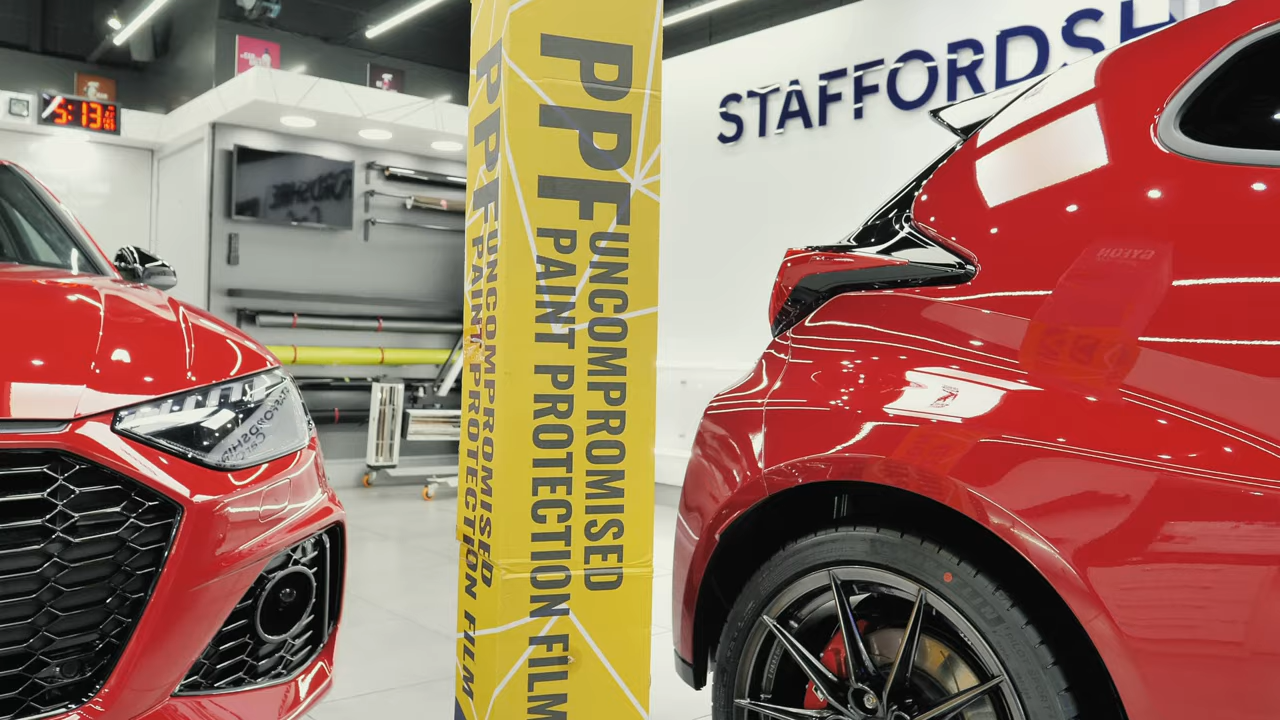 5:13
STAFFORDSH
PPF UNCOMPROMISED
PAINT PROTECTION FILM
PPF UNCOMPROMISED
PAINT PROTECTION FILM